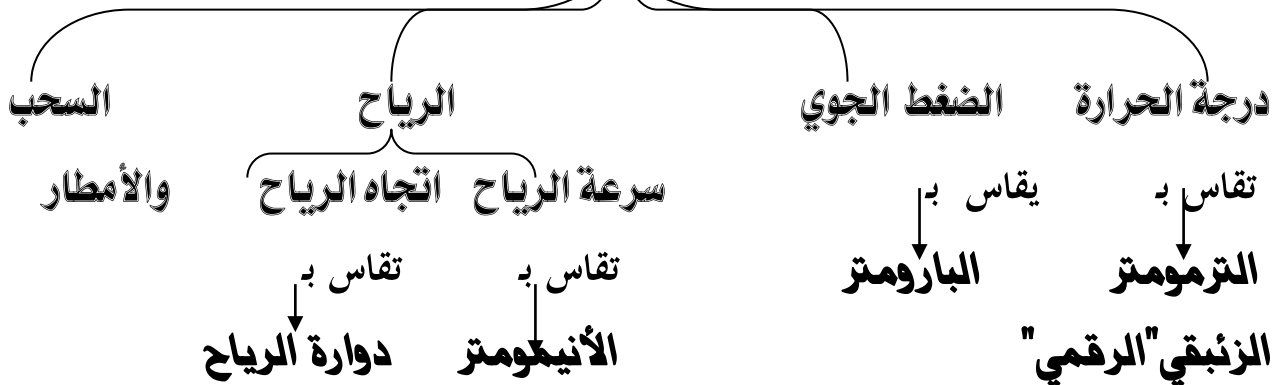 درجة الحرارة الضغط الجوي الرياح السحب
سرعة الرياح اتجاه الرياح والأمطار
تقاس بـ يقاس بـ
تقاس بـ تقاس بـ
الترمومتر البارومتر
الزئبقي"الرقمي" الأنيمومتر دوارة الرياح